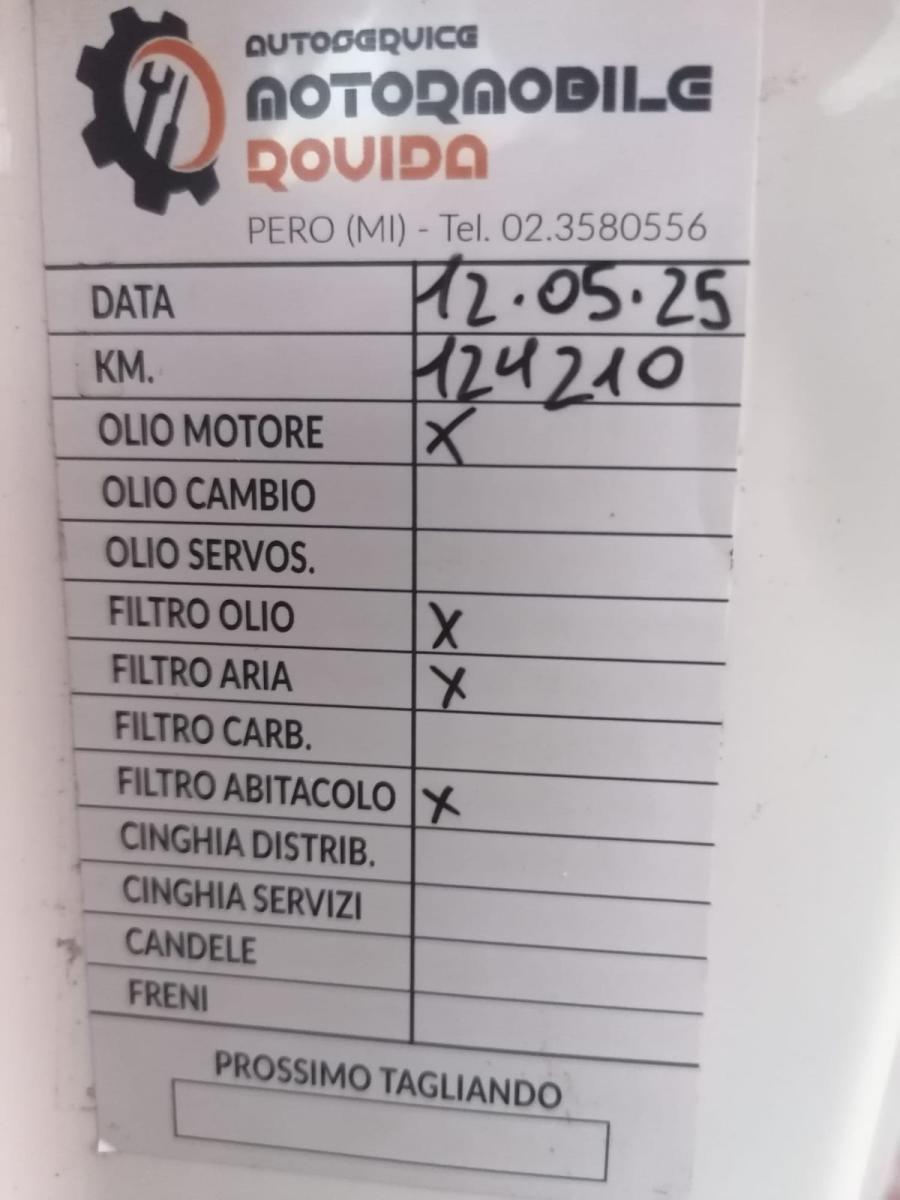 AUTOSERVICE
MOTORMOBILE
ROVIDA
PERO (MI) - Tel. 02.3580556
DATA 12.05.25
KM. 124210
OLIO MOTORE X
OLIO CAMBIO
OLIO SERVOS.
FILTRO OLIO X
FILTRO ARIA X
FILTRO CARB.
FILTRO ABITACOLO X
CINGHIA DISTRIB.
CINGHIA SERVIZI
CANDELE
FRENI
PROSSIMO TAGLIANDO